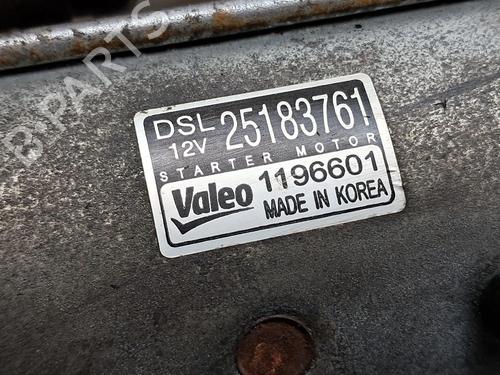 B-PARTS
DSL 25183761
12V
STARTER MOTOR
Valeo 1196601
MADE IN KOREA